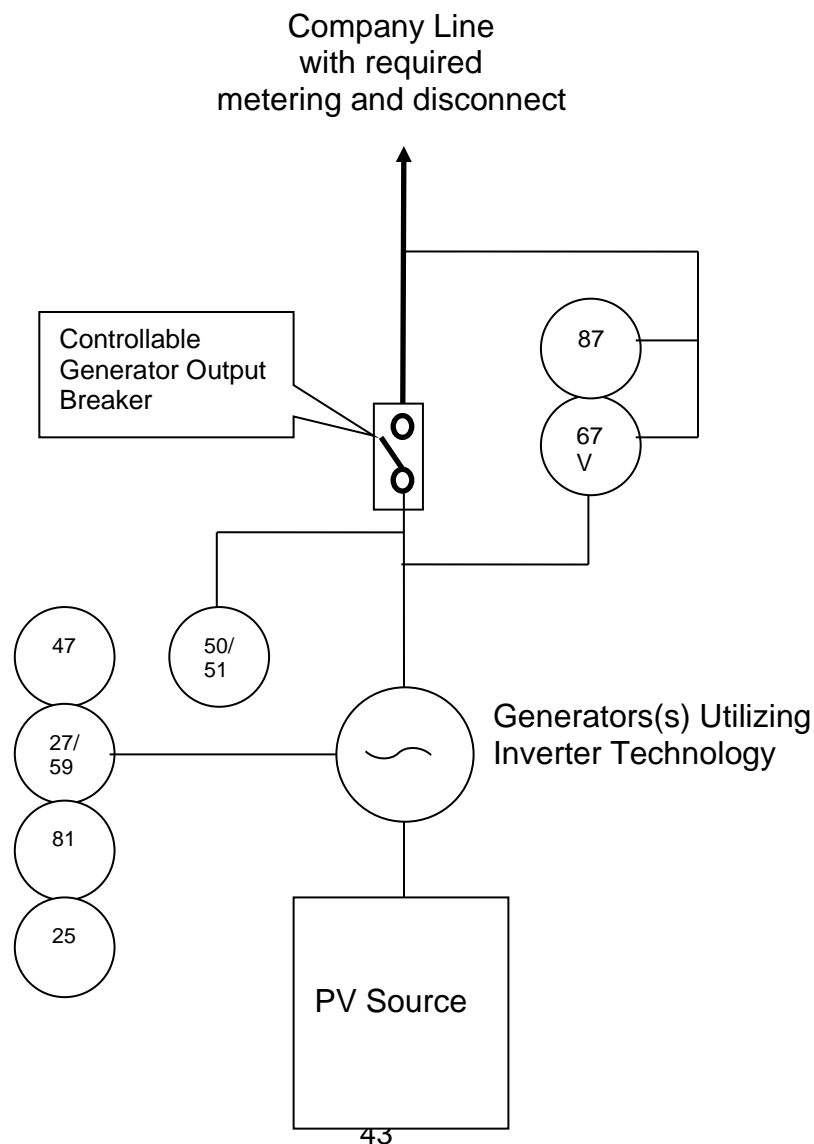 Company Line
with required
metering and disconnect
Controllable
Generator Output
Breaker
87
67
V
47
50/
51
27/
59
Generators(s) Utilizing
Inverter Technology
81
25
PV Source
43